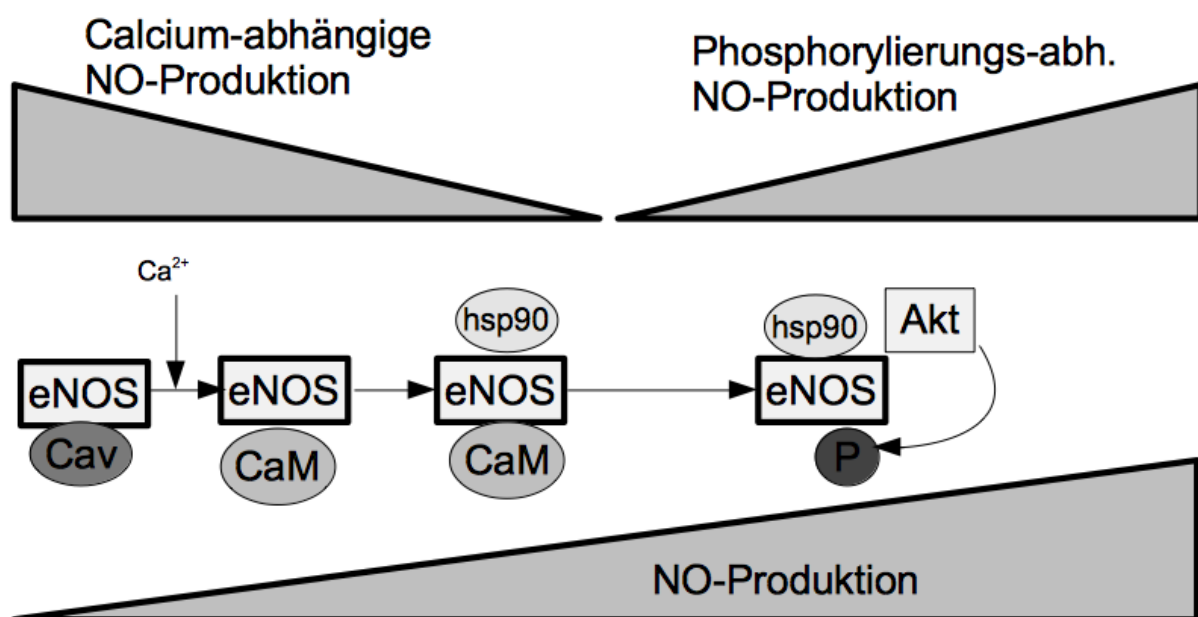 Calcium-abhängige
NO-Produktion
Phosphorylierungs-abh.
NO-Produktion
Ca²⁺
hsp90
hsp90
Akt
eNOS
eNOS
eNOS
eNOS
Cav
CaM
CaM
P
NO-Produktion